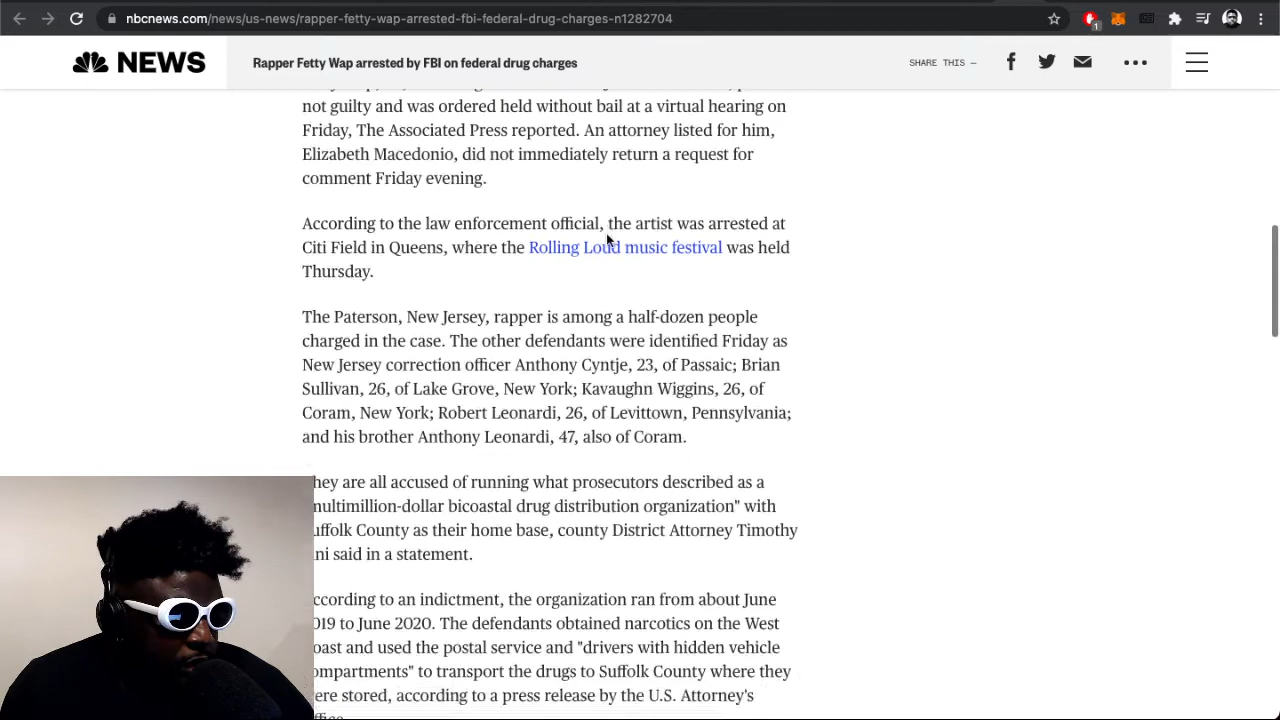 nbcnews.com/news/us-news/rapper-fetty-wap-arrested-fbi-federal-drug-charges-n1282704
1
NEWS
Rapper Fetty Wap arrested by FBI on federal drug charges
SHARE THIS —
not guilty and was ordered held without bail at a virtual hearing on
Friday, The Associated Press reported. An attorney listed for him,
Elizabeth Macedonio, did not immediately return a request for
comment Friday evening.
According to the law enforcement official, the artist was arrested at
Citi Field in Queens, where the Rolling Loud music festival was held
Thursday.
The Paterson, New Jersey, rapper is among a half-dozen people
charged in the case. The other defendants were identified Friday as
New Jersey correction officer Anthony Cyntje, 23, of Passaic; Brian
Sullivan, 26, of Lake Grove, New York; Kavaughn Wiggins, 26, of
Coram, New York; Robert Leonardi, 26, of Levittown, Pennsylvania;
and his brother Anthony Leonardi, 47, also of Coram.
hey are all accused of running what prosecutors described as a
multimillion-dollar bicoastal drug distribution organization" with
uffolk County as their home base, county District Attorney Timothy
ini said in a statement.
ccording to an indictment, the organization ran from about June
019 to June 2020. The defendants obtained narcotics on the West
oast and used the postal service and "drivers with hidden vehicle
ompartments" to transport the drugs to Suffolk County where they
ere stored, according to a press release by the U.S. Attorney's